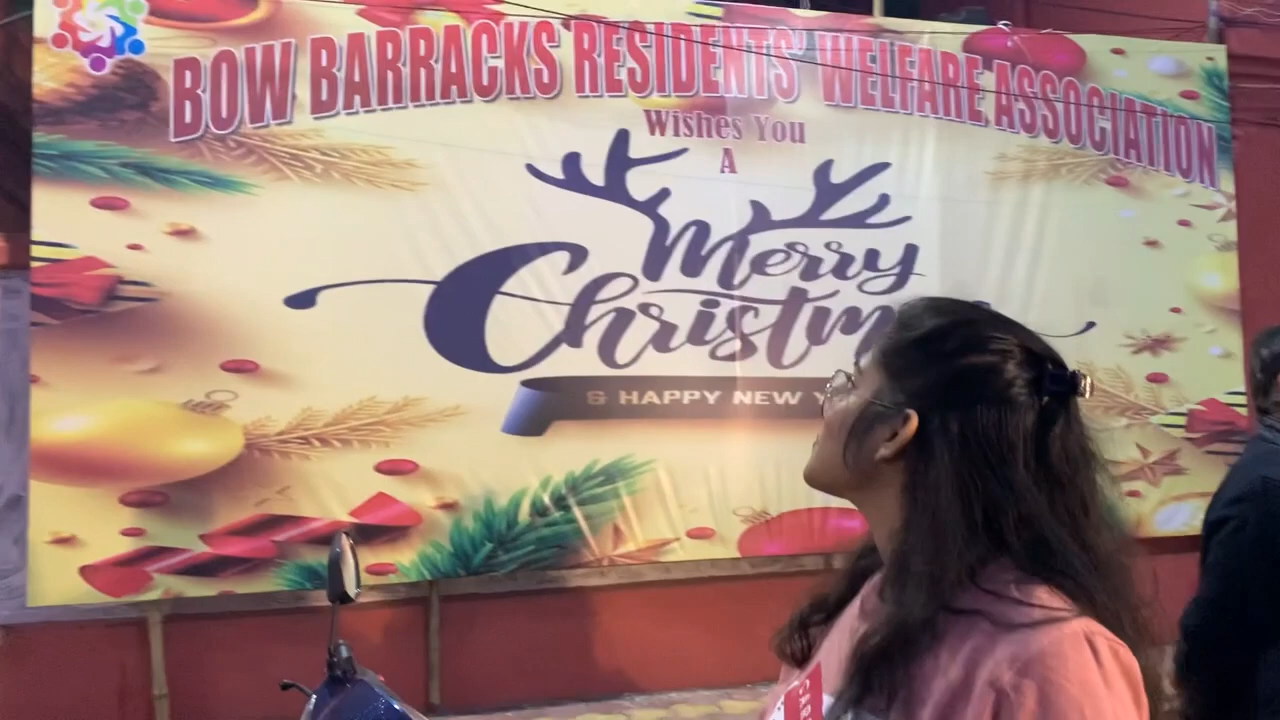 BOW BARRACKS RESIDENTS' WELFARE ASSOCIATION
Wishes You
A
Merry
Christm
& HAPPY NEW Y